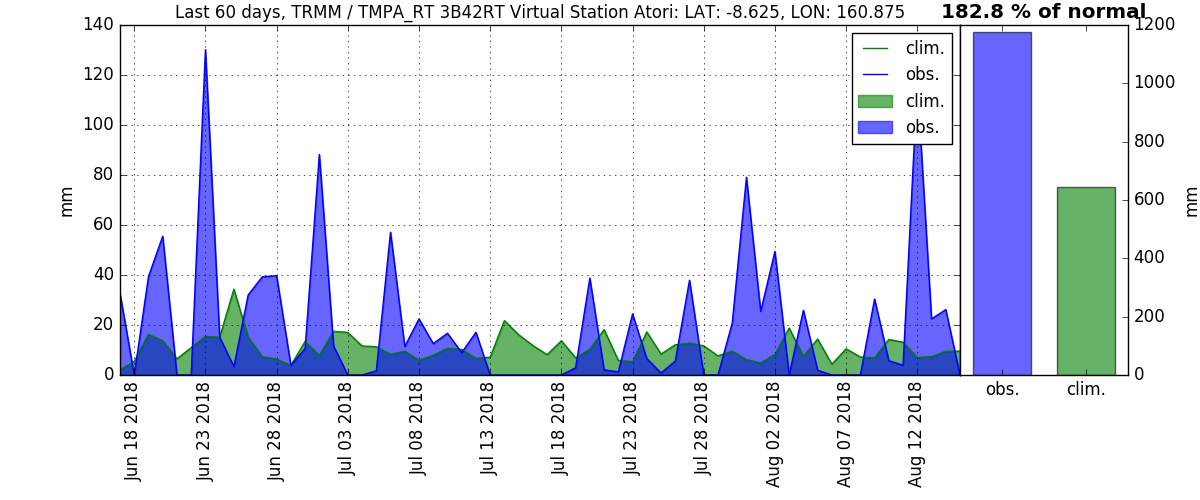 Last 60 days, TRMM / TMPA_RT 3B42RT Virtual Station Atori: LAT: -8.625, LON: 160.875
182.8 % of normal
140
120
100
80
60
40
20
0
mm
clim.
obs.
clim.
obs.
1200
1000
800
600
400
200
0
mm
Jun 18 2018
Jun 23 2018
Jun 28 2018
Jul 03 2018
Jul 08 2018
Jul 13 2018
Jul 18 2018
Jul 23 2018
Jul 28 2018
Aug 02 2018
Aug 07 2018
Aug 12 2018
obs.
clim.